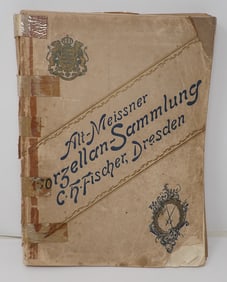 Alt-Meissner
Porzellan-Sammlung
C. H. Fischer, Dresden